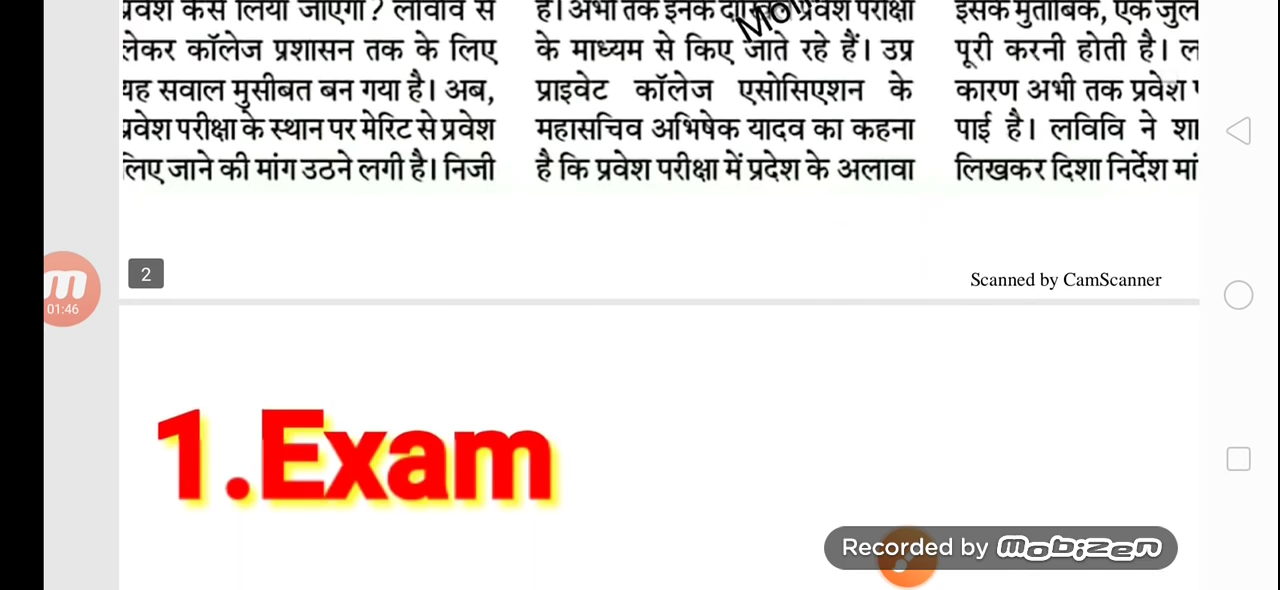 प्रवेश कैसे लिया जाएगा? लविवि से
लेकर कॉलेज प्रशासन तक के लिए
यह सवाल मुसीबत बन गया है। अब,
प्रवेश परीक्षा के स्थान पर मेरिट से प्रवेश
लिए जाने की मांग उठने लगी है। निजी
है। अभी तक इनके प्रवेश परीक्षा
के माध्यम से किए जाते रहे हैं। उप्र
प्राइवेट कॉलेज एसोसिएशन के
महासचिव अभिषेक यादव का कहना
है कि प्रवेश परीक्षा में प्रदेश के अलावा
इसके मुताबिक, एक
पूरी करनी होती है।
कारण अभी तक प्रवेश
पाई है। लविवि ने
लिखकर दिशा निर्देश
2
Scanned by CamScanner
01:46
1.Exam
Recorded by mobizen